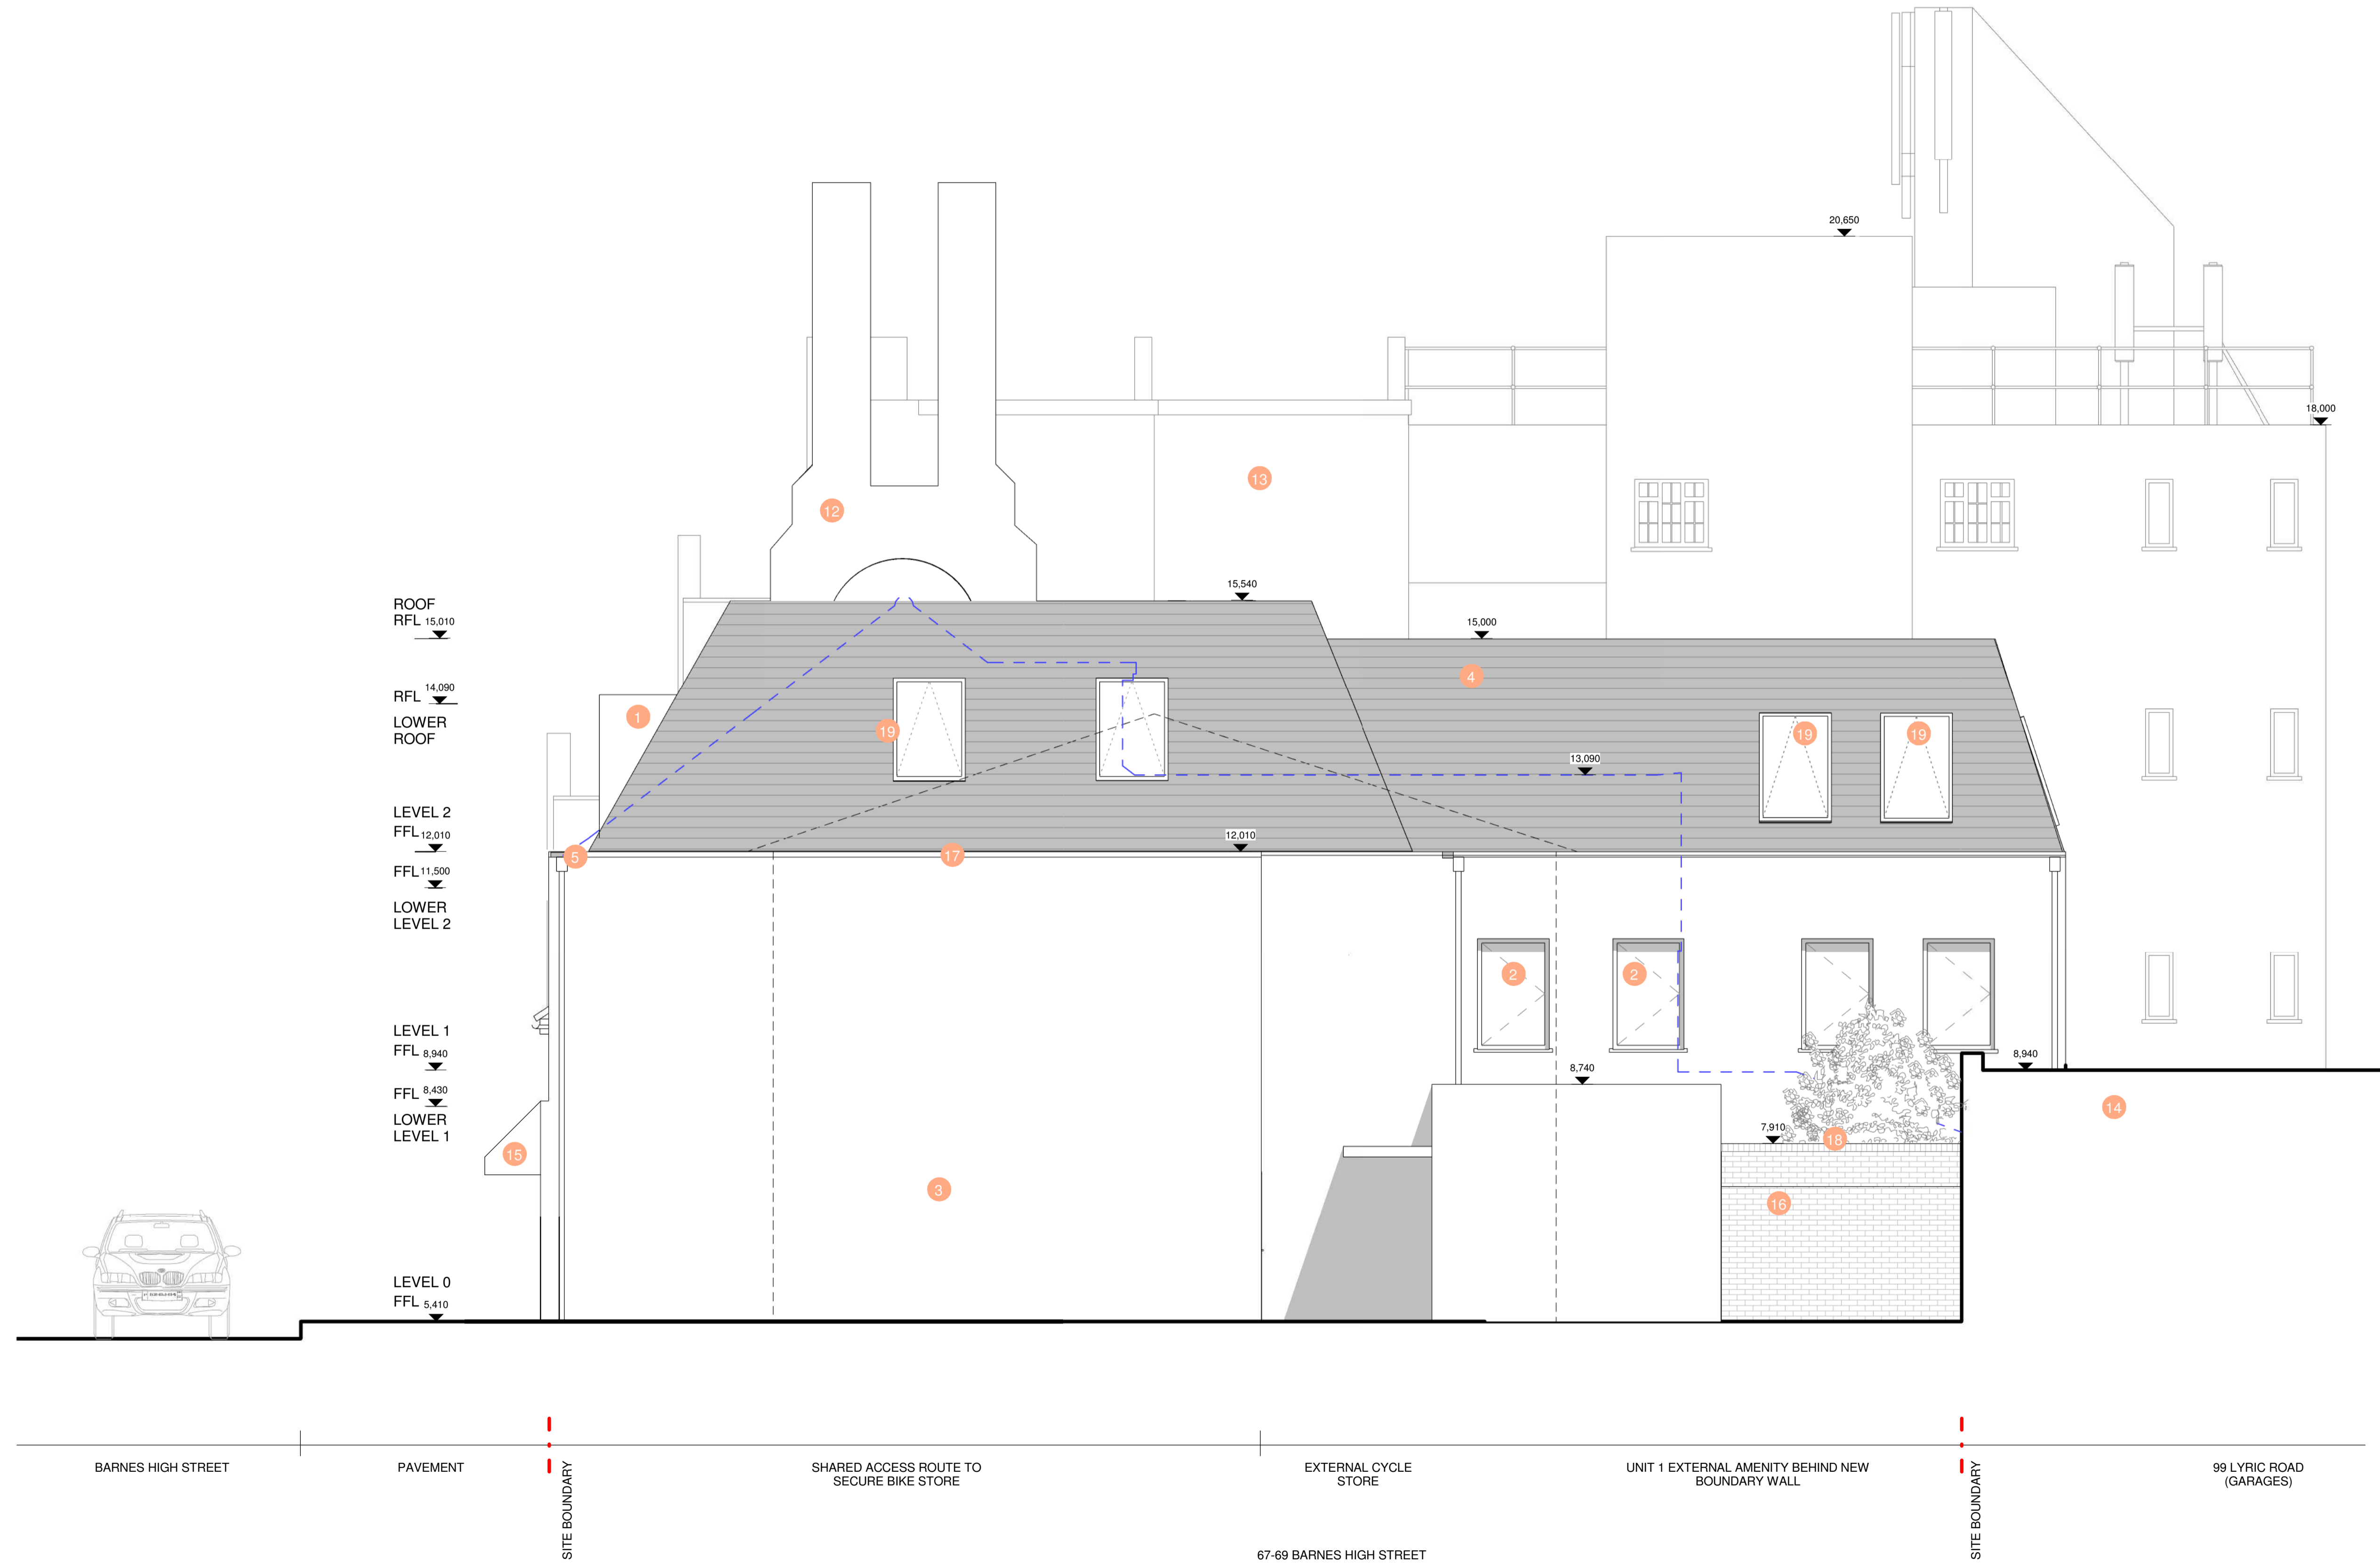 20,650
18,000
13
12
ROOF
RFL 15,010
15,540
15,000
4
RFL 14,090
LOWER
ROOF
1
19
19
19
13,090
LEVEL 2
FFL 12,010
12,010
5
17
FFL 11,500
LOWER
LEVEL 2
2
2
LEVEL 1
FFL 8,940
8,940
8,740
FFL 8,430
14
LOWER
LEVEL 1
7,910
18
15
3
16
LEVEL 0
FFL 5,410
BARNES HIGH STREET
PAVEMENT
SITE BOUNDARY
SHARED ACCESS ROUTE TO
SECURE BIKE STORE
EXTERNAL CYCLE
STORE
UNIT 1 EXTERNAL AMENITY BEHIND NEW
BOUNDARY WALL
SITE BOUNDARY
99 LYRIC ROAD
(GARAGES)
67-69 BARNES HIGH STREET